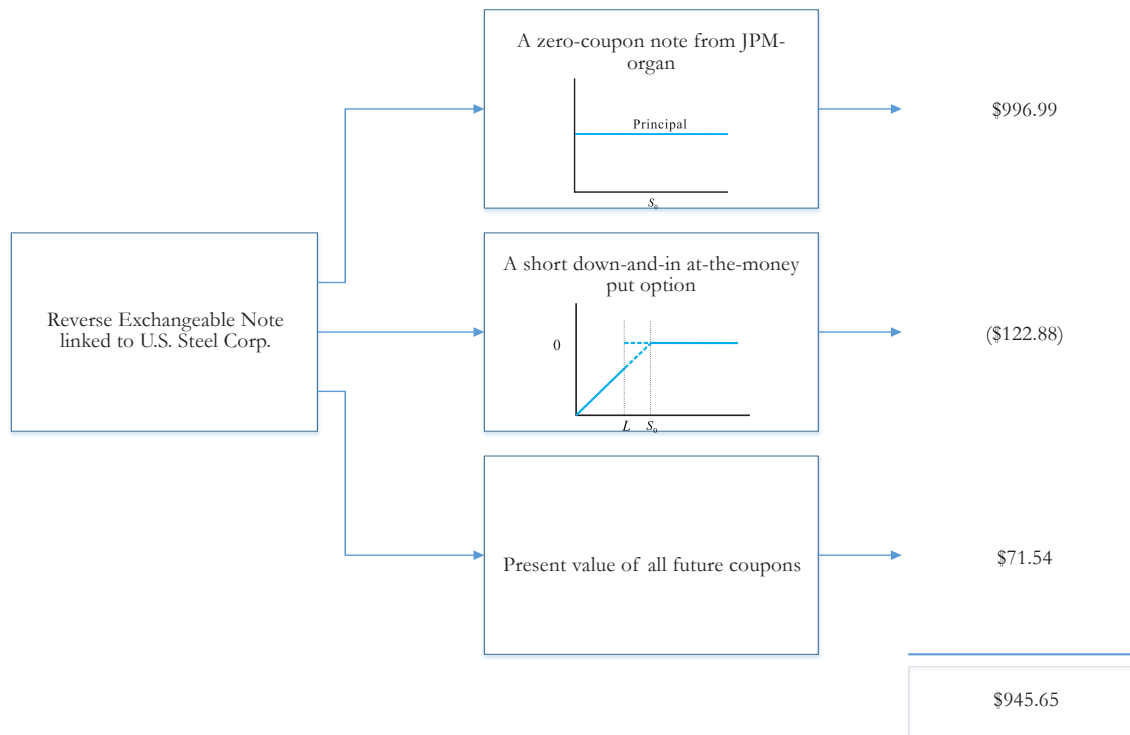 A zero-coupon note from JPM-
organ
Principal
S₀
$996.99
Reverse Exchangeable Note
linked to U.S. Steel Corp.
A short down-and-in at-the-money
put option
0
L S₀
($122.88)
Present value of all future coupons
$71.54
$945.65